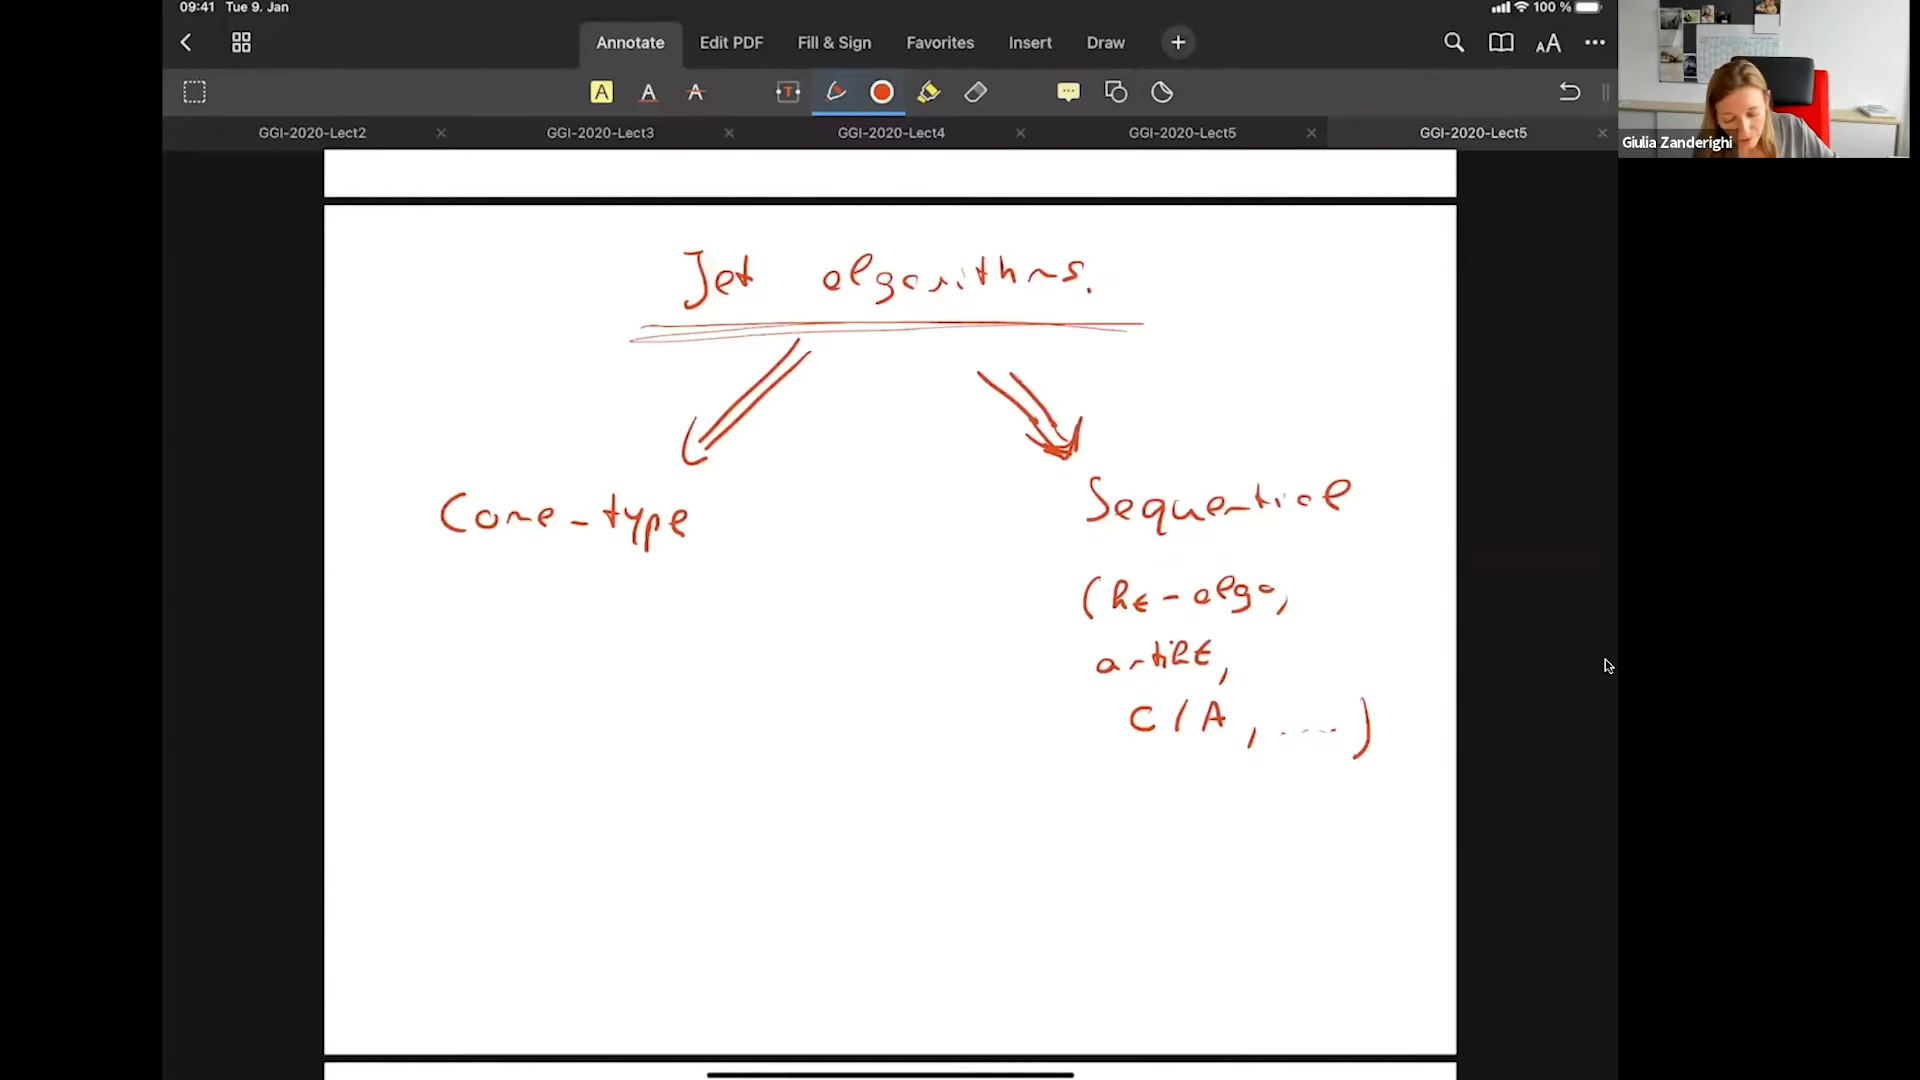 09:41 Tue 9. Jan
100 %
Annotate Edit PDF Fill & Sign Favorites Insert Draw
GGI-2020-Lect2 GGI-2020-Lect3 GGI-2020-Lect4 GGI-2020-Lect5 GGI-2020-Lect5
Giulia Zanderighi
Jet algorithms.
Cone-type
Sequential
(kt-algo,
antikt,
C/A, ....)